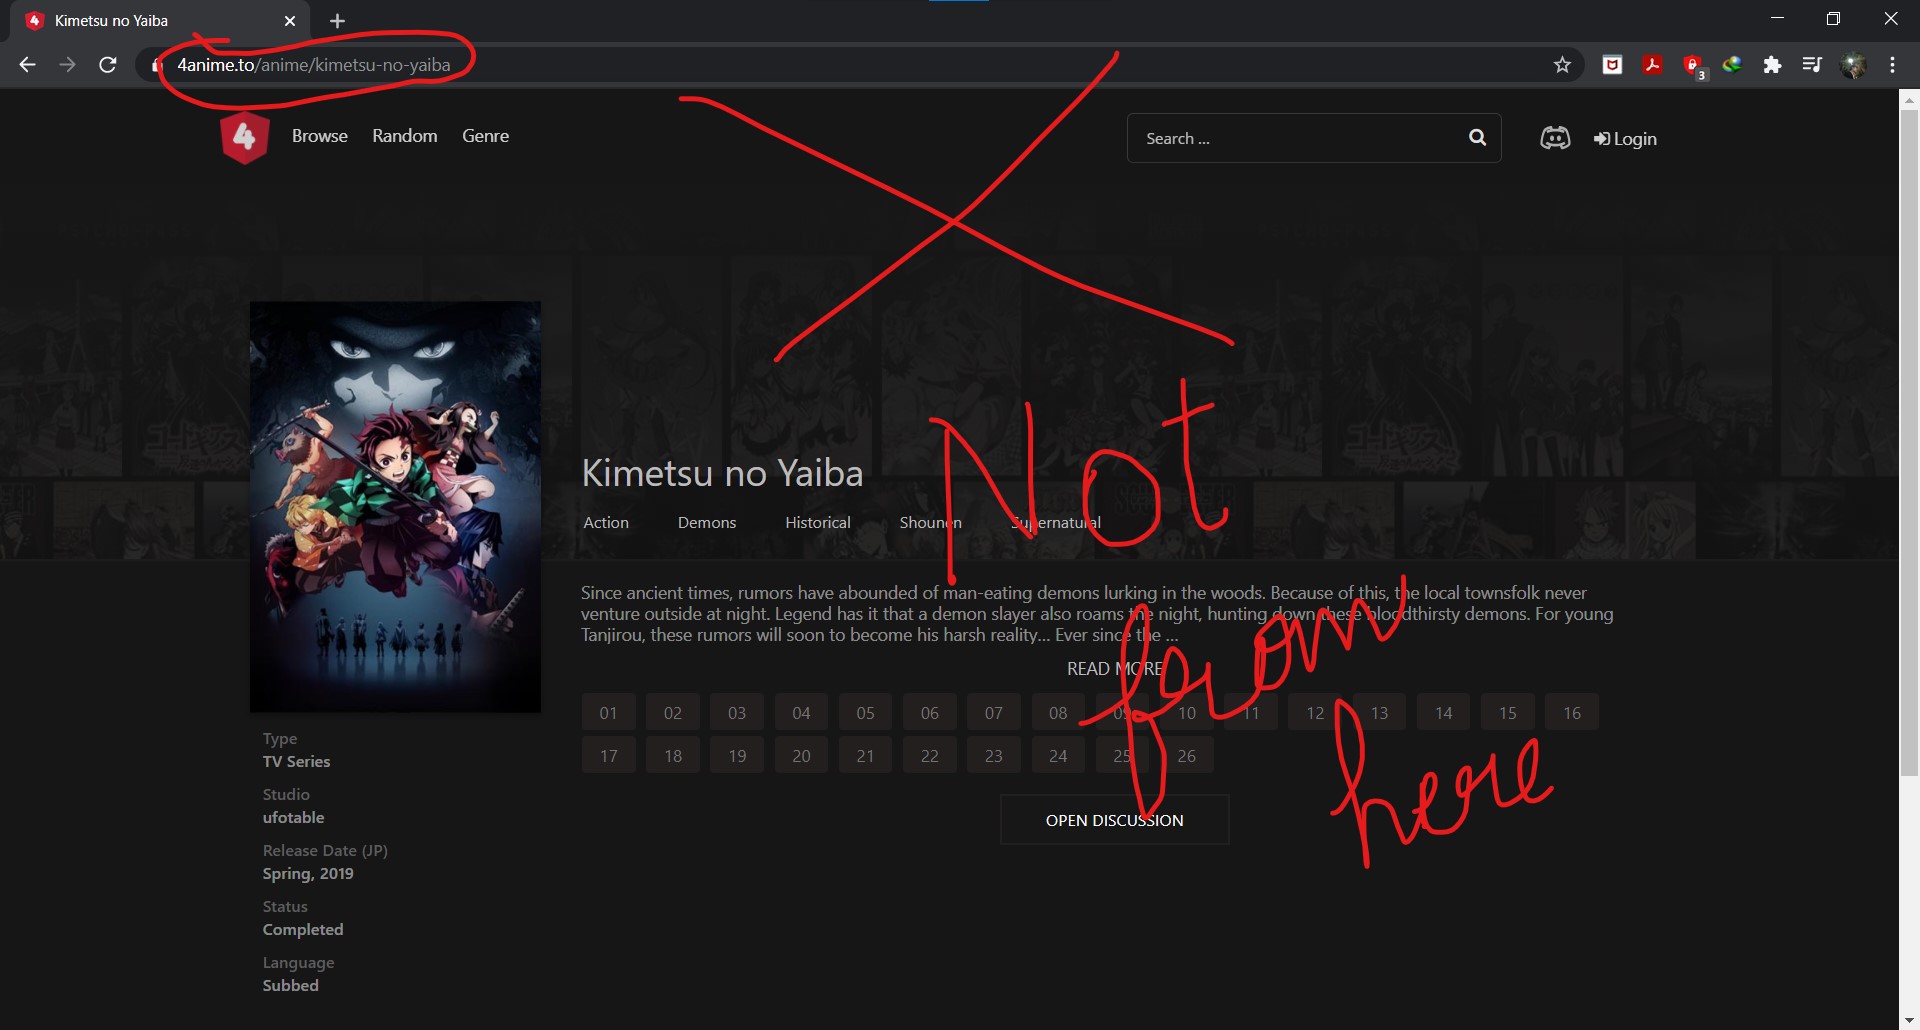 Kimetsu no Yaiba
4anime.to/anime/kimetsu-no-yaiba
3
4 Browse Random Genre Search ... Login
Not
Kimetsu no Yaiba
Action Demons Historical Shounen Supernatural
Since ancient times, rumors have abounded of man-eating demons lurking in the woods. Because of this, the local townsfolk never
venture outside at night. Legend has it that a demon slayer also roams the night, hunting down these bloodthirsty demons. For young
Tanjirou, these rumors will soon to become his harsh reality... Ever since the ...
from
READ MORE
01 02 03 04 05 06 07 08 09 10 11 12 13 14 15 16
17 18 19 20 21 22 23 24 25 26
here
OPEN DISCUSSION
Type
TV Series
Studio
ufotable
Release Date (JP)
Spring, 2019
Status
Completed
Language
Subbed